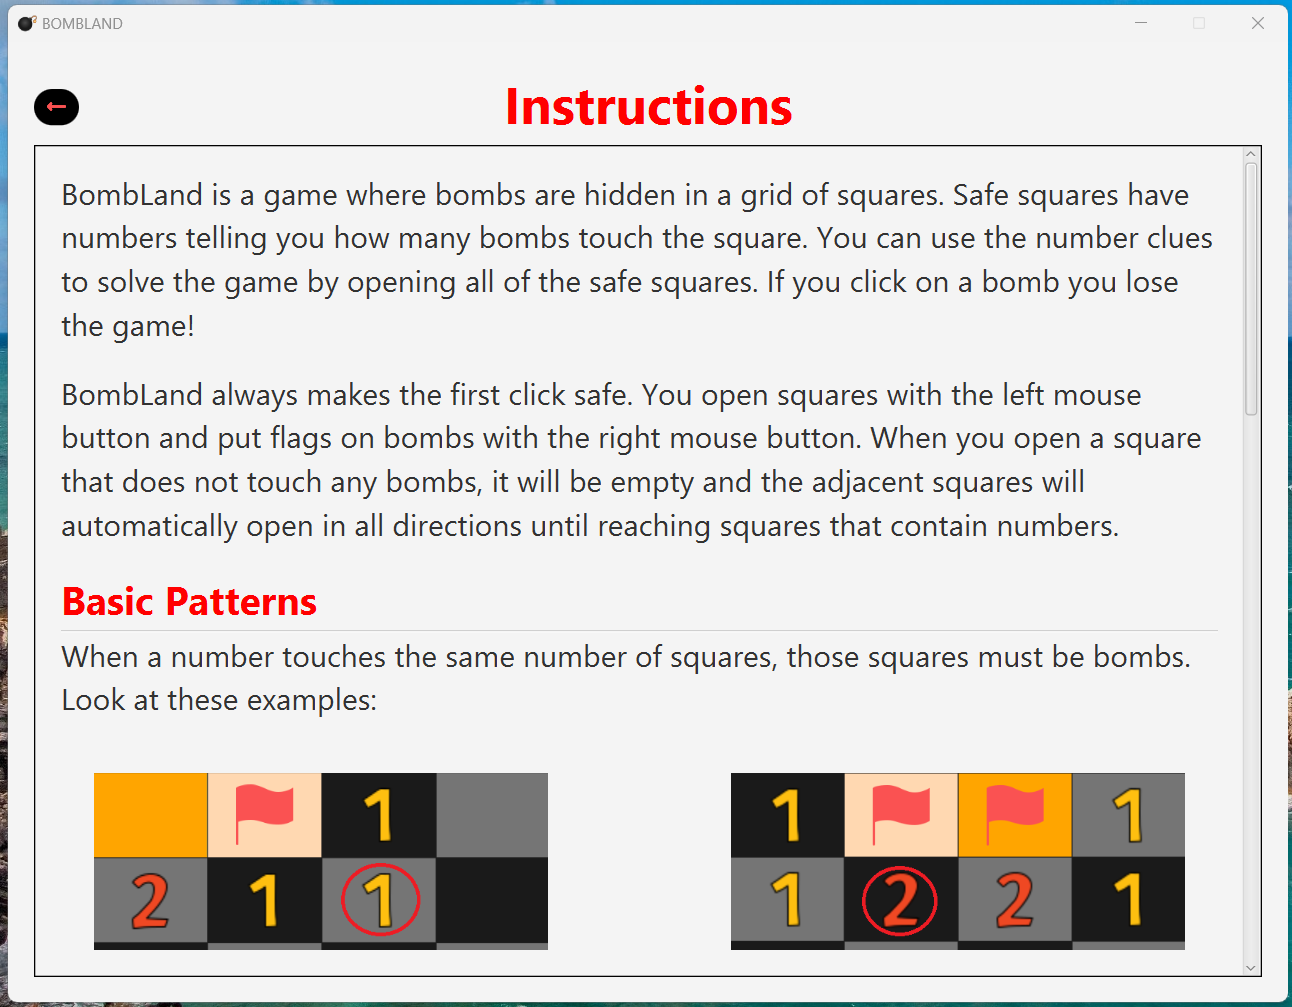 BOMBLAND
Instructions
BombLand is a game where bombs are hidden in a grid of squares. Safe squares have
numbers telling you how many bombs touch the square. You can use the number clues
to solve the game by opening all of the safe squares. If you click on a bomb you lose
the game!
BombLand always makes the first click safe. You open squares with the left mouse
button and put flags on bombs with the right mouse button. When you open a square
that does not touch any bombs, it will be empty and the adjacent squares will
automatically open in all directions until reaching squares that contain numbers.
Basic Patterns
When a number touches the same number of squares, those squares must be bombs.
Look at these examples:
1
2 1 1
1 1
1 2 2 1